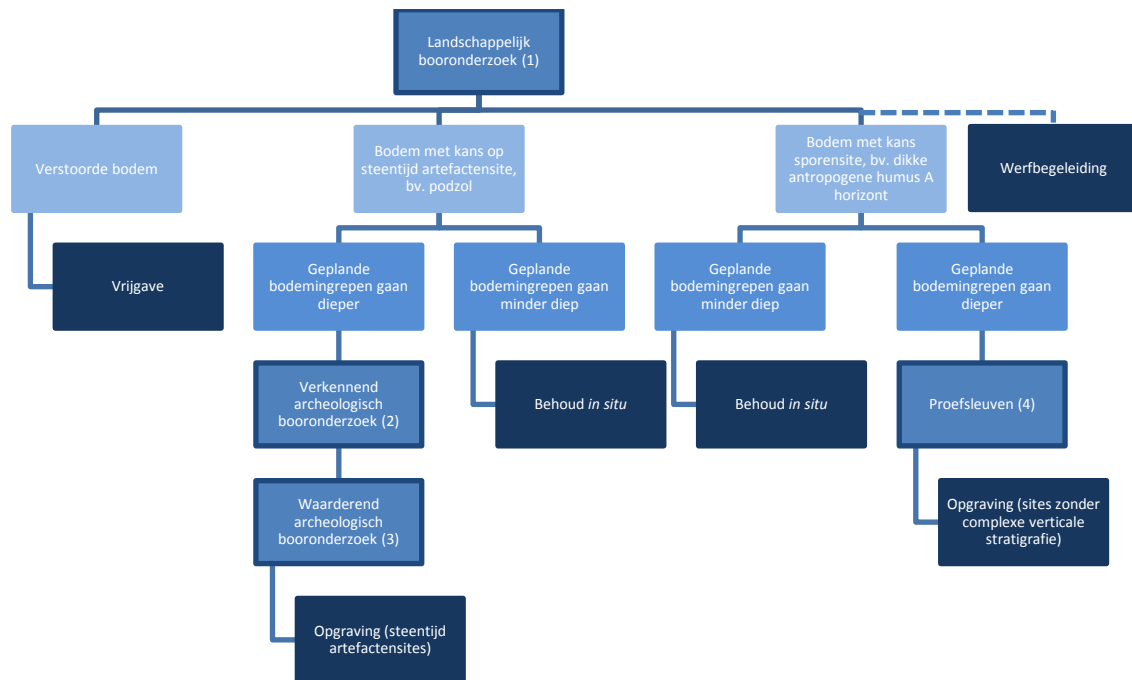 Landschappelijk
booronderzoek (1)
Verstoorde bodem
Bodem met kans op
steentijd artefactensite,
bv. podzol
Bodem met kans
sporensite, bv. dikke
antropogene humus A
horizont
Werfbegeleiding
Vrijgave
Geplande
bodemingrepen gaan
dieper
Geplande
bodemingrepen gaan
minder diep
Geplande
bodemingrepen gaan
minder diep
Geplande
bodemingrepen gaan
dieper
Verkennend
archeologisch
booronderzoek (2)
Behoud in situ
Behoud in situ
Proefsleuven (4)
Waarderend
archeologisch
booronderzoek (3)
Opgraving (sites zonder
complexe verticale
stratigrafie)
Opgraving (steentijd
artefactensites)